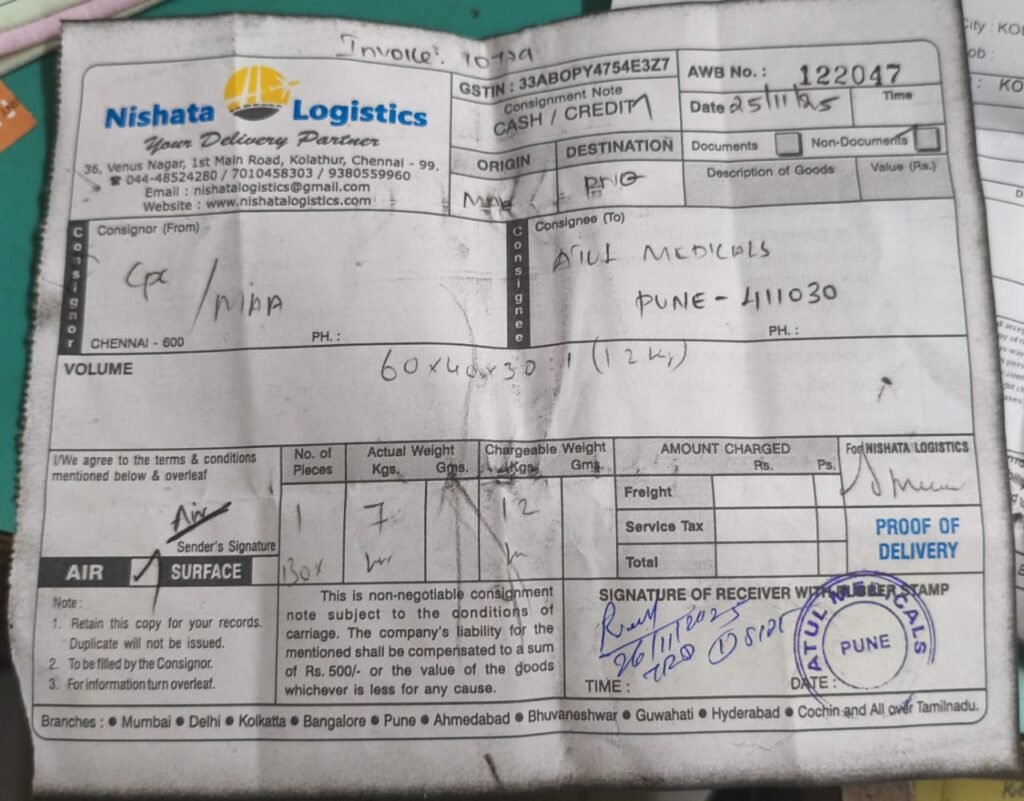 Invoice: 10729
Nishata Logistics
Your Delivery Partner
36, Venus Nagar, 1st Main Road, Kolathur, Chennai - 99.
☎ 044-48524280 / 7010458303 / 9380559960
Email : nishatalogistics@gmail.com
Website : www.nishatalogistics.com
GSTIN : 33ABOPY4754E3Z7
Consignment Note
CASH / CREDIT
ORIGIN
DESTINATION
MAA
PNQ
AWB No. : 122047
Date 25/11/25
Time
Documents
Non-Documents
Description of Goods
Value (Rs.)
Consignor
Consignor (From)
Cpc / MAA
CHENNAI - 600
PH. :
Consignee
Consignee (To)
ATUL MEDICALS
PUNE - 411030
PH. :
VOLUME
60x40x30 : 1 (12 kg)
I/We agree to the terms & conditions
mentioned below & overleaf
Air
Sender's Signature
AIR ✓ SURFACE
No. of Pieces
Actual Weight
Kgs. Gms.
Chargeable Weight
Kgs. Gms.
1 7 12
130x
AMOUNT CHARGED
Rs. Ps.
Freight
Service Tax
Total
For NISHATA LOGISTICS
PROOF OF
DELIVERY
Note :
1. Retain this copy for your records.
Duplicate will not be issued.
2. To be filled by the Consignor.
3. For information turn overleaf.
This is non-negotiable consignment
note subject to the conditions of
carriage. The company's liability for the
mentioned shall be compensated to a sum
of Rs. 500/- or the value of the goods
whichever is less for any cause.
SIGNATURE OF RECEIVER WITH RUBBER STAMP
26/11/2025
TIME :
DATE :
ATUL MEDICALS
PUNE
Branches : ● Mumbai ● Delhi ● Kolkatta ● Bangalore ● Pune ● Ahmedabad ● Bhuvaneshwar ● Guwahati ● Hyderabad ● Cochin and All over Tamilnadu.